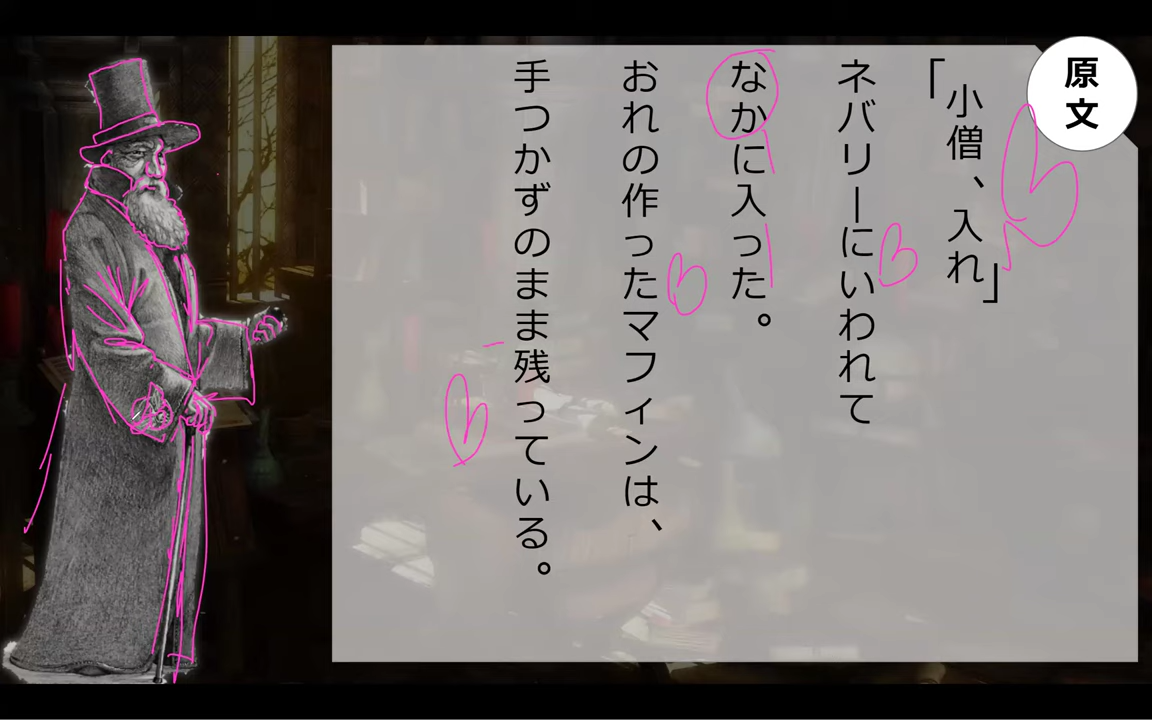 原文
「小僧、入れ」
ネバリーにいわれて
なかに入った。
おれの作ったマフィンは、
手つかずのまま残っている。